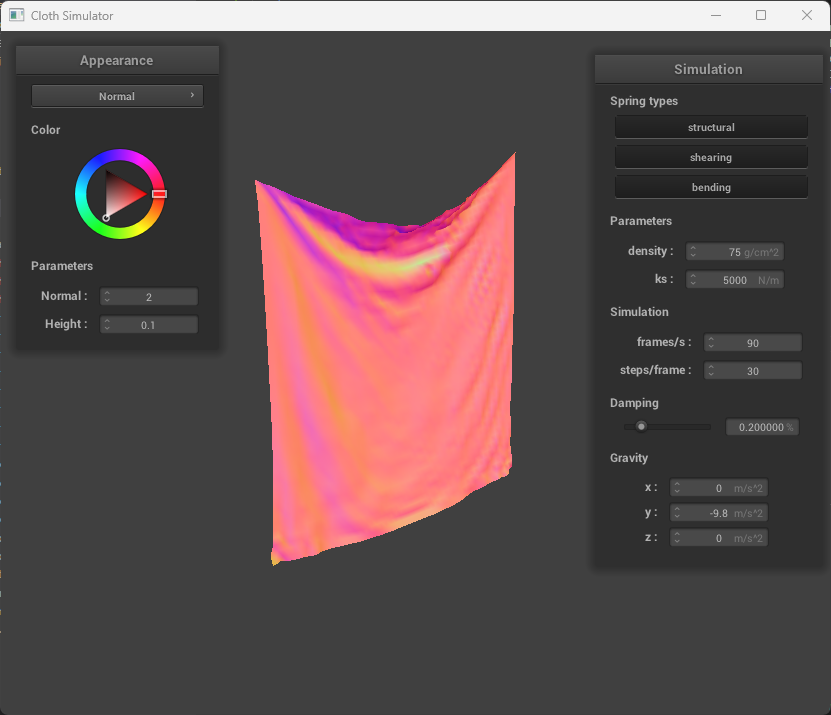 Cloth Simulator
Appearance
Normal
Color
Parameters
Normal : 2
Height : 0.1
Simulation
Spring types
structural
shearing
bending
Parameters
density : 75 g/cm^2
ks : 5000 N/m
Simulation
frames/s : 90
steps/frame : 30
Damping
0.200000 %
Gravity
x : 0 m/s^2
y : -9.8 m/s^2
z : 0 m/s^2